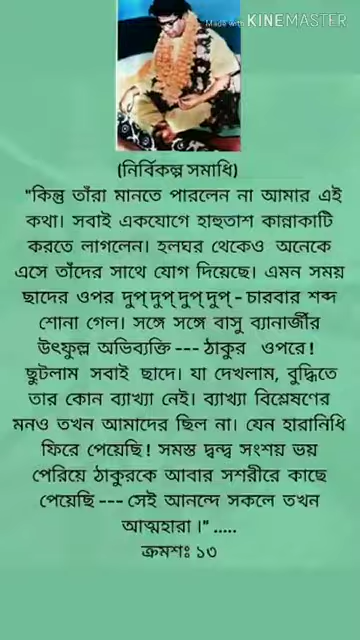 Made with KINEMASTER
(নির্বিকল্প সমাধি)
"কিন্তু তাঁরা মানতে পারলেন না আমার এই
কথা। সবাই একযোগে হাহুতাশ কান্নাকাটি
করতে লাগলেন। হলঘর থেকেও অনেকে
এসে তাঁদের সাথে যোগ দিয়েছে। এমন সময়
ছাদের ওপর দুপ্ দুপ্ দুপ্ দুপ্ - চারবার শব্দ
শোনা গেল। সঙ্গে সঙ্গে বাসু ব্যানার্জীর
উৎফুল্ল অভিব্যক্তি --- ঠাকুর ওপরে!
ছুটলাম সবাই ছাদে। যা দেখলাম, বুদ্ধিতে
তার কোন ব্যাখ্যা নেই। ব্যাখ্যা বিশ্লেষণের
মনও তখন আমাদের ছিল না। যেন হারানিধি
ফিরে পেয়েছি! সমস্ত দ্বন্দ্ব সংশয় ভয়
পেরিয়ে ঠাকুরকে আবার সশরীরে কাছে
পেয়েছি --- সেই আনন্দে সকলে তখন
আত্মহারা।" .....
ক্রমশঃ ১৩